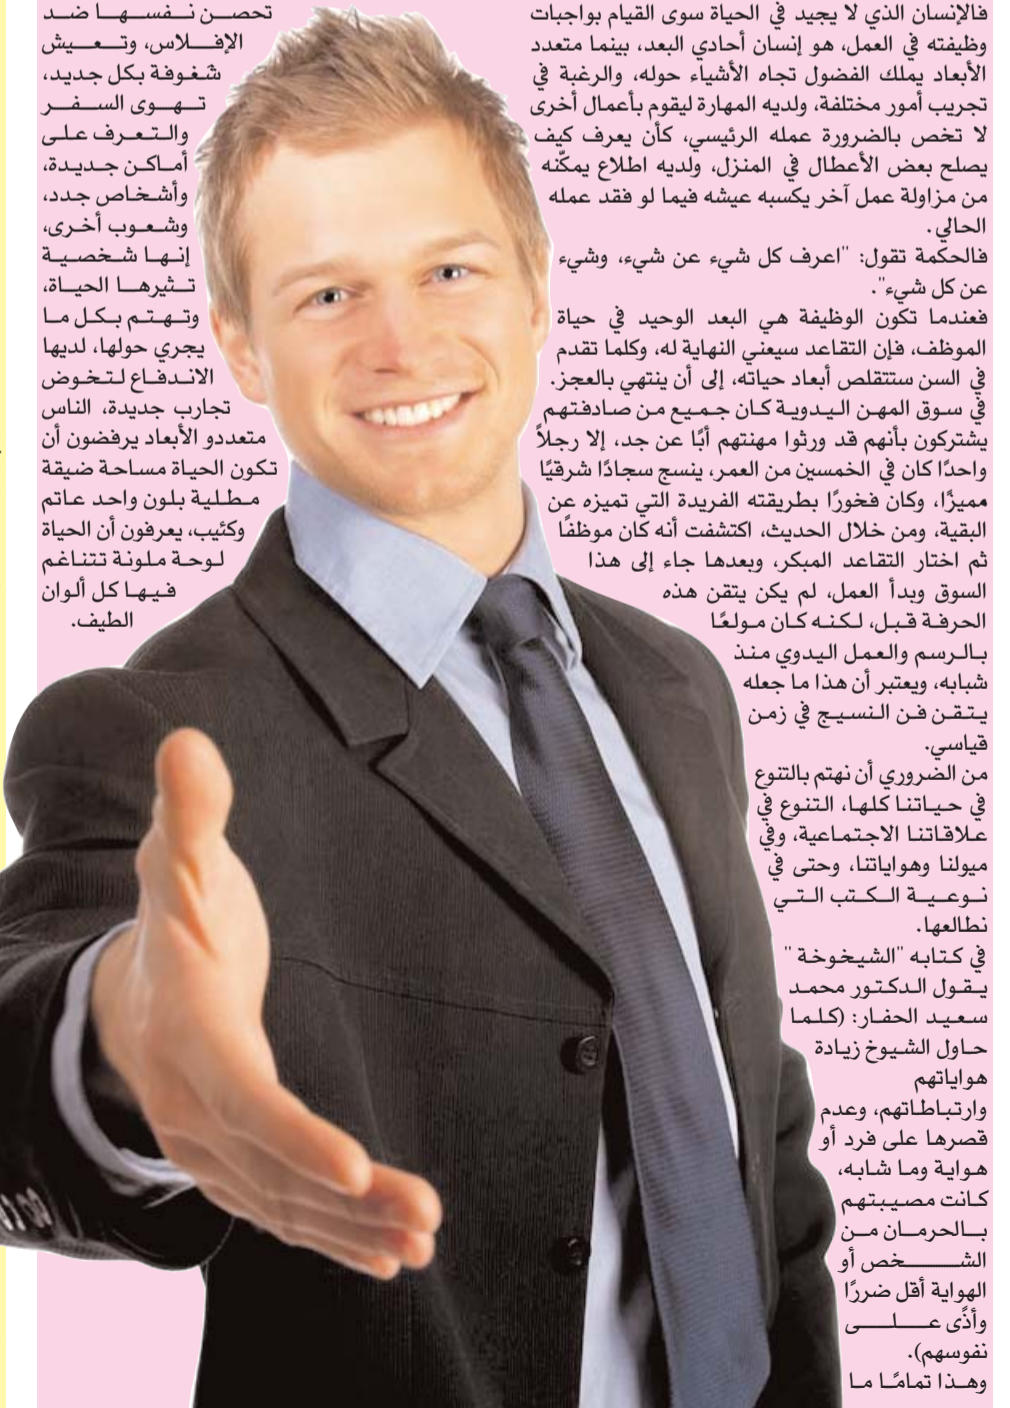 فالإنسان الذي لا يجيد في الحياة سوى القيام بواجبات
وظيفته في العمل، هو إنسان أحادي البعد، بينما متعدد
الأبعاد يملك الفضول تجاه الأشياء حوله، والرغبة في
تجريب أمور مختلفة، ولديه المهارة ليقوم بأعمال أخرى
لا تخص بالضرورة عمله الرئيسي، كأن يعرف كيف
يصلح بعض الأعطال في المنزل، ولديه اطلاع يمكّنه
من مزاولة عمل آخر يكسبه عيشه فيما لو فقد عمله
الحالي.
فالحكمة تقول: "اعرف كل شيء عن شيء، وشيء
عن كل شيء".
فعندما تكون الوظيفة هي البعد الوحيد في حياة
الموظف، فإن التقاعد سيعني النهاية له، وكلما تقدم
في السن ستتقلص أبعاد حياته، إلى أن ينتهي بالعجز.
في سوق المهن اليدوية كان جميع من صادفتهم
يشتركون بأنهم قد ورثوا مهنتهم أبًا عن جد، إلا رجلاً
واحدًا كان في الخمسين من العمر، ينسج سجادًا شرقيًا
مميزًا، وكان فخورًا بطريقته الفريدة التي تميزه عن
البقية، ومن خلال الحديث، اكتشفت أنه كان موظفًا
ثم اختار التقاعد المبكر، وبعدها جاء إلى هذا
السوق وبدأ العمل، لم يكن يتقن هذه
الحرفة قبل، لكنه كان مولعًا
بالرسم والعمل اليدوي منذ
شبابه، ويعتبر أن هذا ما جعله
يتقن فن النسيج في زمن
قياسي.
من الضروري أن نهتم بالتنوع
في حياتنا كلها، التنوع في
علاقاتنا الاجتماعية، وفي
ميولنا وهواياتنا، وحتى في
نوعية الكتب التي
نطالعها.
في كتابه "الشيخوخة "
يقول الدكتور محمد
سعيد الحفار: (كلما
حاول الشيوخ زيادة
هواياتهم
وارتباطاتهم، وعدم
قصرها على فرد أو
هواية وما شابه،
كانت مصيبتهم
بالحرمان من
الشخص أو
الهواية أقل ضررًا
وأذًى على
نفوسهم).
وهذا تمامًا ما
تحصن نفسها ضد
الإفلاس، وتعيش
شغوفة بكل جديد،
تهوى السفر
والتعرف على
أماكن جديدة،
وأشخاص جدد،
وشعوب أخرى،
إنها شخصية
تثيرها الحياة،
وتهتم بكل ما
يجري حولها، لديها
الاندفاع لتخوض
تجارب جديدة، الناس
متعددو الأبعاد يرفضون أن
تكون الحياة مساحة ضيقة
مطلية بلون واحد عاتم
وكئيب، يعرفون أن الحياة
لوحة ملونة تتناغم
فيها كل ألوان
الطيف.